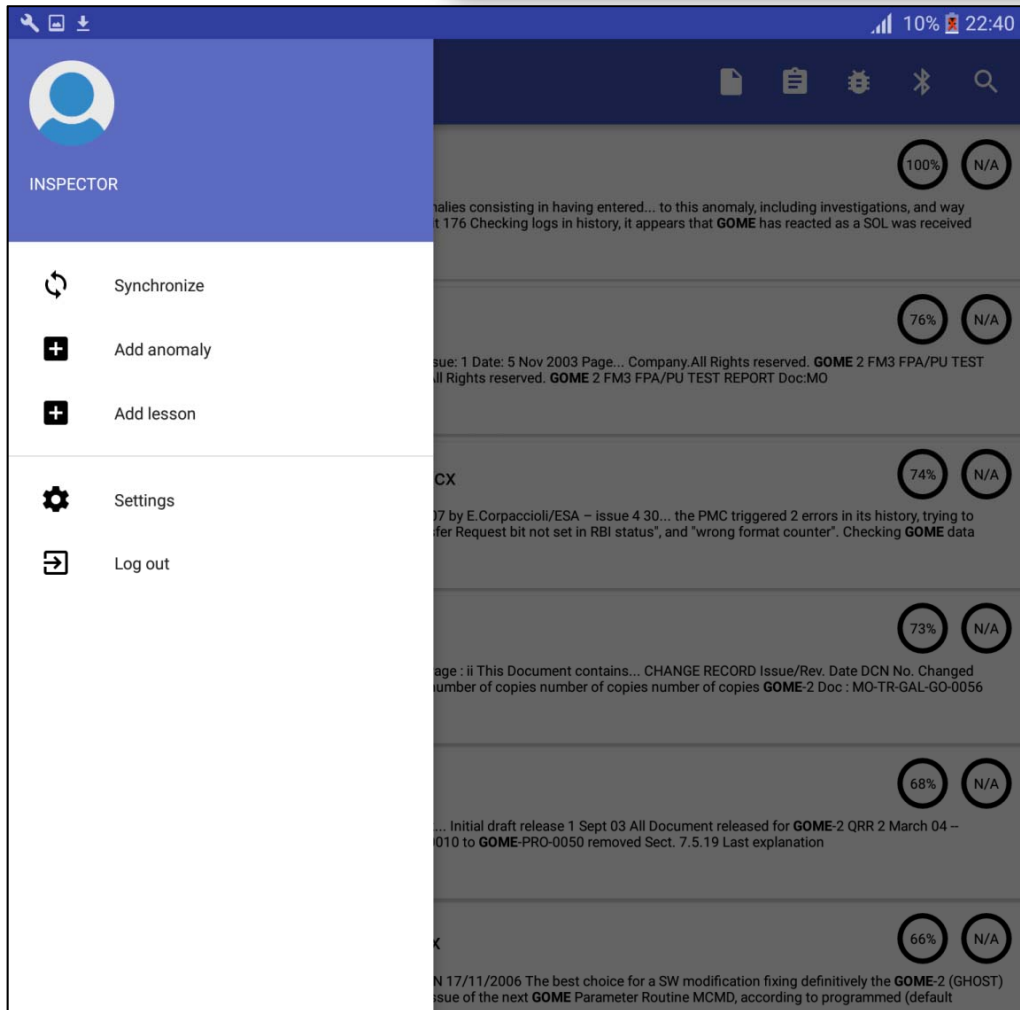 10% 22:40
INSPECTOR
Synchronize
Add anomaly
Add lesson
Settings
Log out
100% N/A
malies consisting in having entered... to this anomaly, including investigations, and way
it 176 Checking logs in history, it appears that GOME has reacted as a SOL was received
76% N/A
sue: 1 Date: 5 Nov 2003 Page... Company.All Rights reserved. GOME 2 FM3 FPA/PU TEST
All Rights reserved. GOME 2 FM3 FPA/PU TEST REPORT Doc:MO
CX
74% N/A
07 by E.Corpaccioli/ESA – issue 4 30... the PMC triggered 2 errors in its history, trying to
sfer Request bit not set in RBI status", and "wrong format counter". Checking GOME data
73% N/A
age : ii This Document contains... CHANGE RECORD Issue/Rev. Date DCN No. Changed
number of copies number of copies number of copies GOME-2 Doc : MO-TR-GAL-GO-0056
68% N/A
... Initial draft release 1 Sept 03 All Document released for GOME-2 QRR 2 March 04 --
0010 to GOME-PRO-0050 removed Sect. 7.5.19 Last explanation
X
66% N/A
N 17/11/2006 The best choice for a SW modification fixing definitively the GOME-2 (GHOST)
ssue of the next GOME Parameter Routine MCMD, according to programmed (default